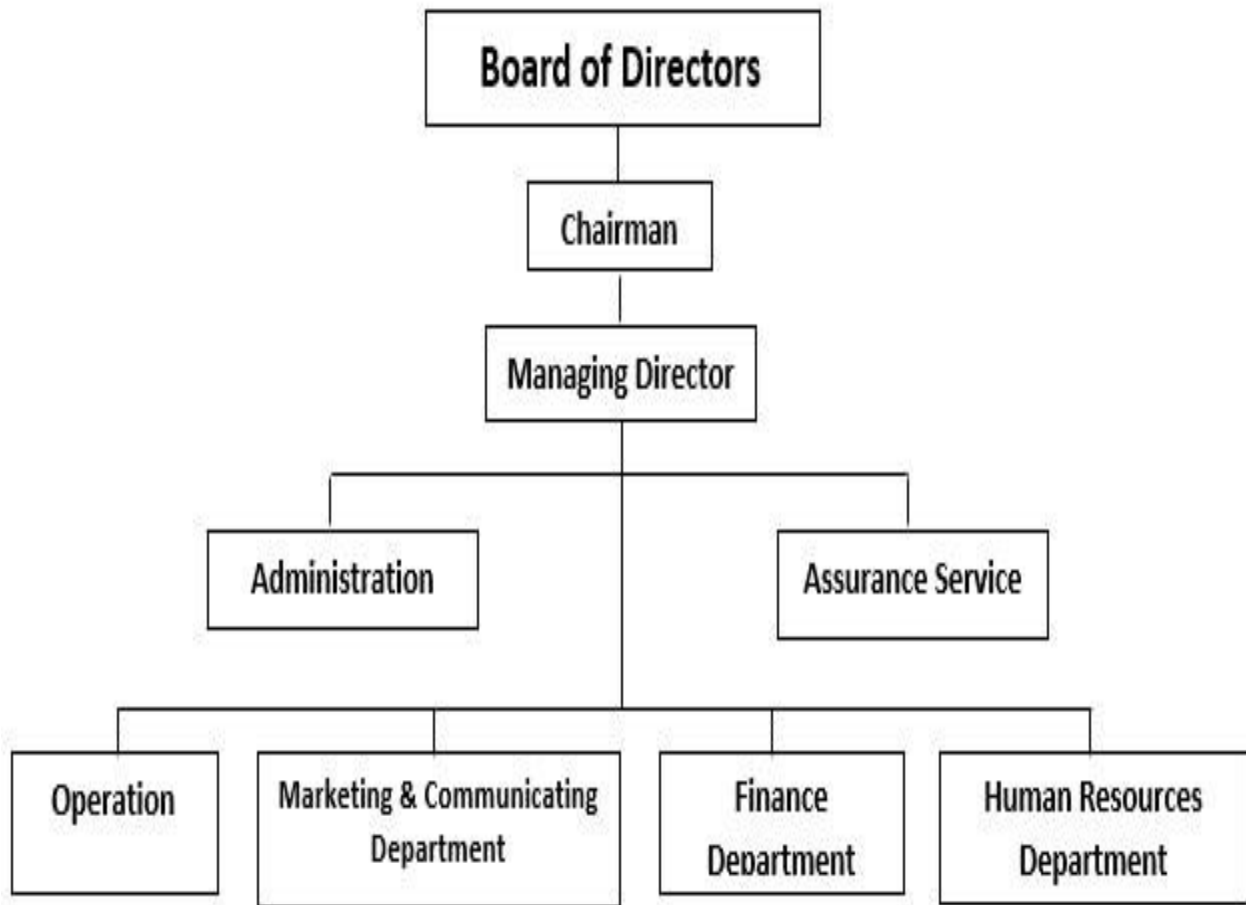 Board of Directors
Chairman
Managing Director
Administration
Assurance Service
Operation
Marketing & Communicating
Department
Finance
Department
Human Resources
Department